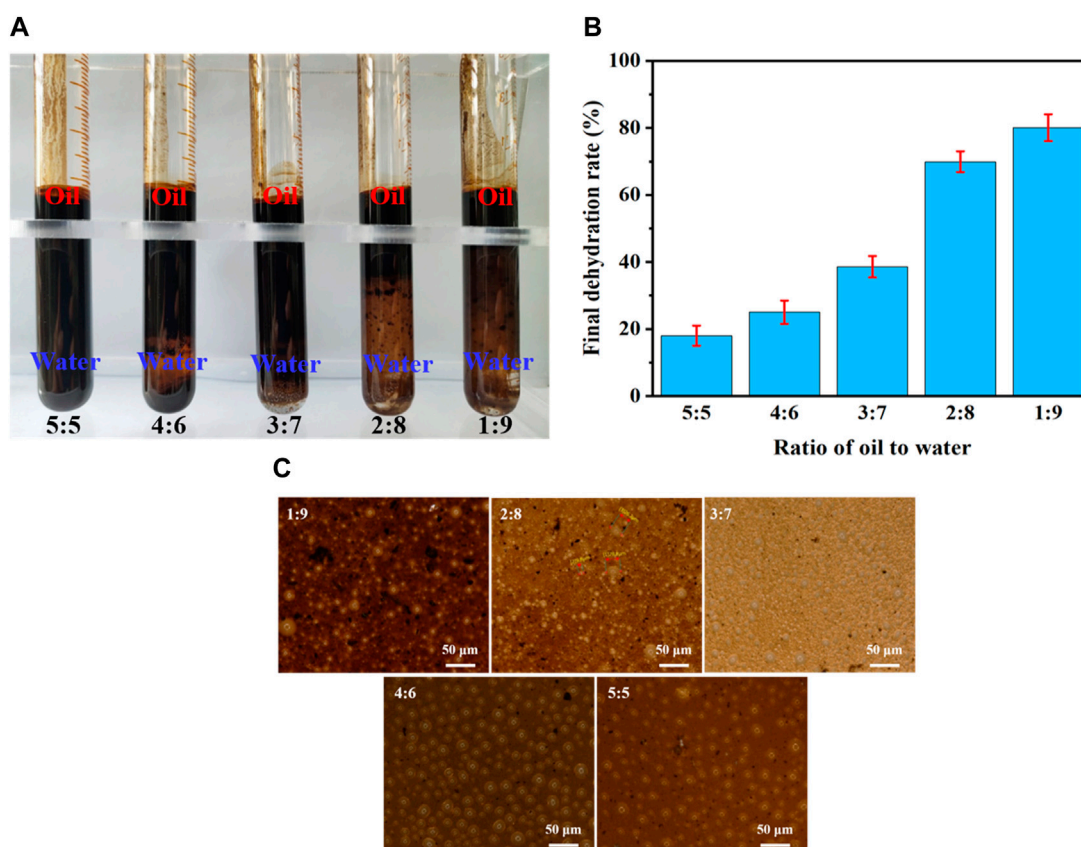 A
Oil Oil Oil Oil Oil
Water Water Water Water Water
5:5 4:6 3:7 2:8 1:9
B
Final dehydration rate (%)
100
80
60
40
20
0
5:5 4:6 3:7 2:8 1:9
Ratio of oil to water
C
1:9 2:8 3:7
50 µm 50 µm 50 µm
4:6 5:5
50 µm 50 µm